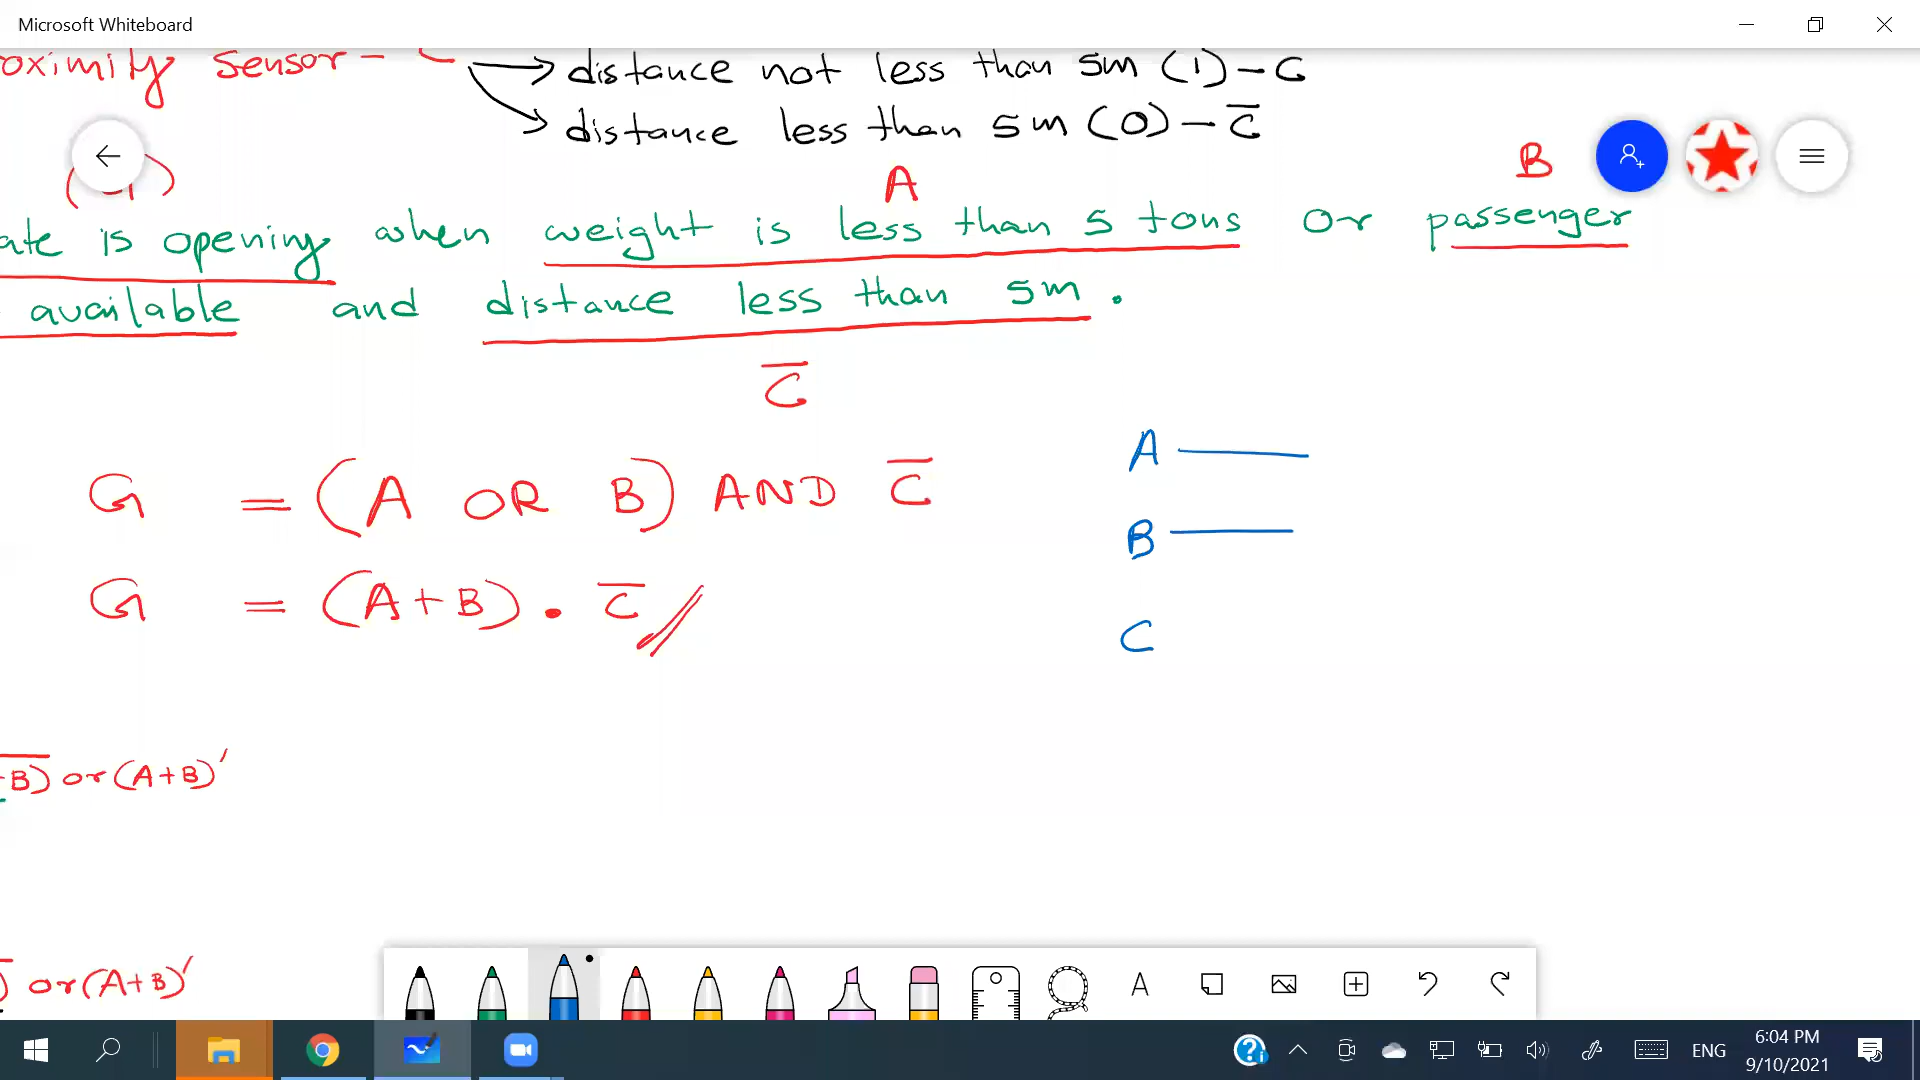 Microsoft Whiteboard
oximity sensor -
distance not less than 5m (1) - C
distance less than 5m (0) - C̅
A
B
ate is opening when weight is less than 5 tons or passenger
available and distance less than 5m.
C̅
G = (A OR B) AND C̅
G = (A+B) . C̅
A
B
C
+B) or (A+B)'
) or (A+B)'
A
ENG
6:04 PM
9/10/2021